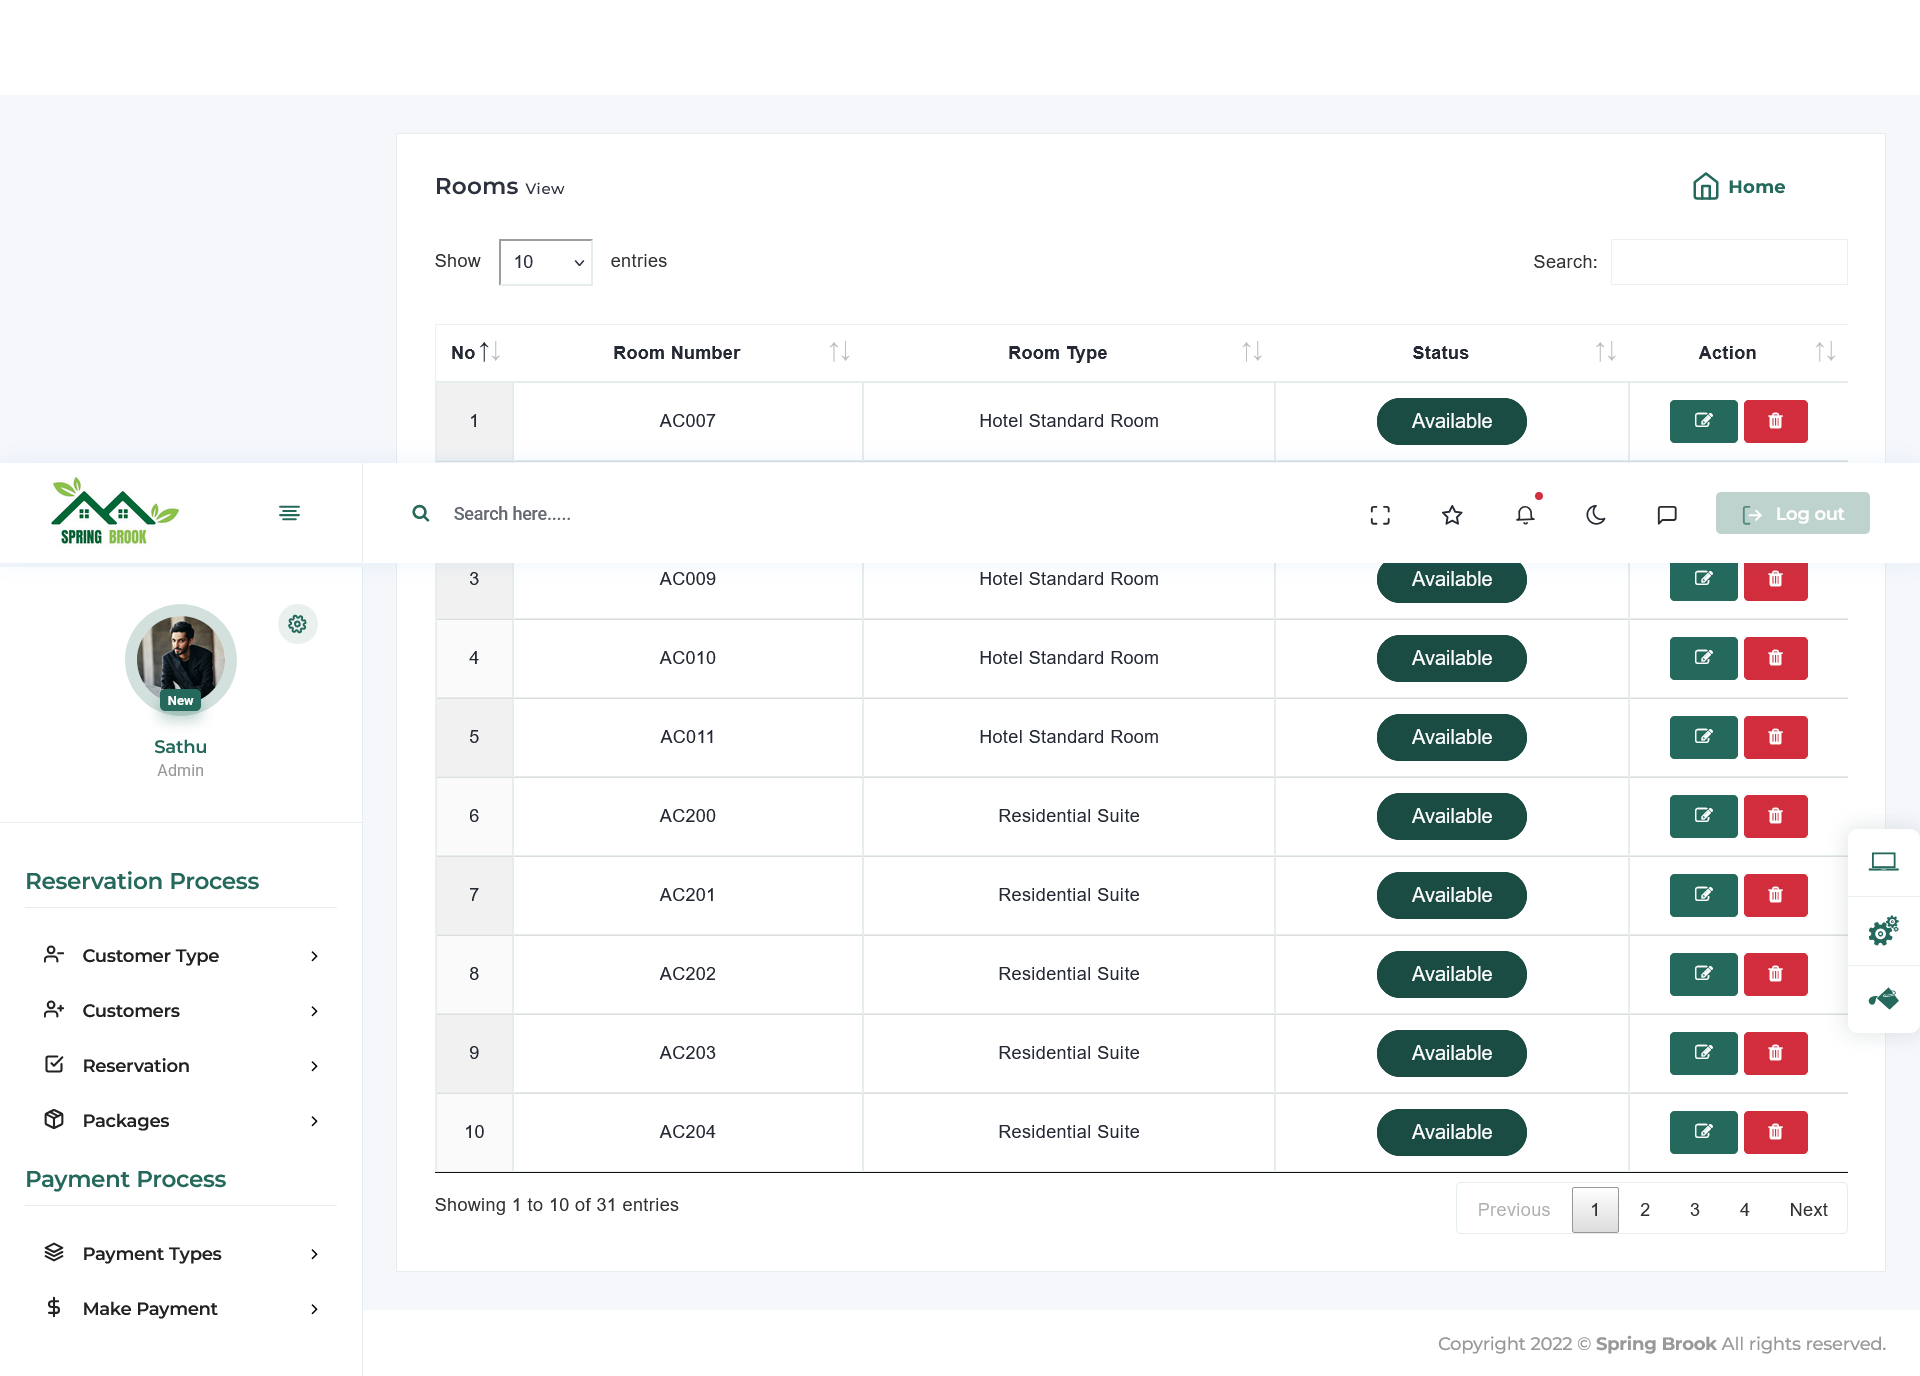 Rooms View
Home
Show 10 entries
Search:
No Room Number Room Type Status Action
1 AC007 Hotel Standard Room Available
SPRING BROOK
Search here.....
Log out
3 AC009 Hotel Standard Room Available
4 AC010 Hotel Standard Room Available
5 AC011 Hotel Standard Room Available
6 AC200 Residential Suite Available
7 AC201 Residential Suite Available
8 AC202 Residential Suite Available
9 AC203 Residential Suite Available
10 AC204 Residential Suite Available
Showing 1 to 10 of 31 entries
Previous 1 2 3 4 Next
New
Sathu
Admin
Reservation Process
Customer Type
Customers
Reservation
Packages
Payment Process
Payment Types
Make Payment
Copyright 2022 © Spring Brook All rights reserved.